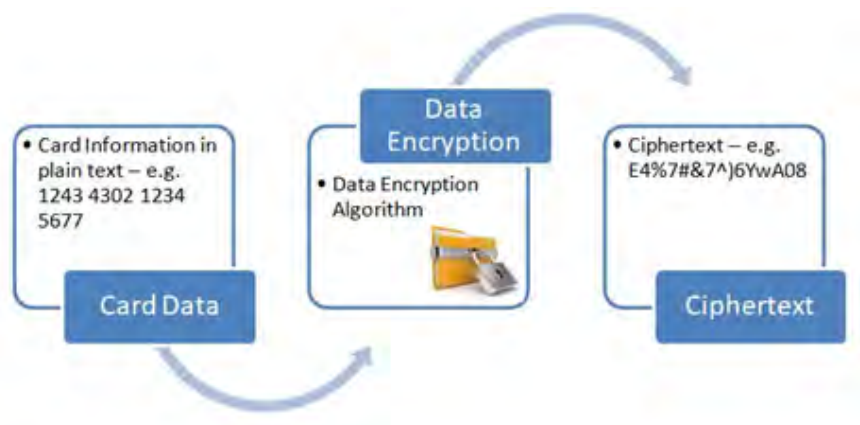 • Card Information in
plain text – e.g.
1243 4302 1234
5677
Card Data
Data
Encryption
• Data Encryption
Algorithm
• Ciphertext – e.g.
E4%7#&7^)6YwA08
Ciphertext